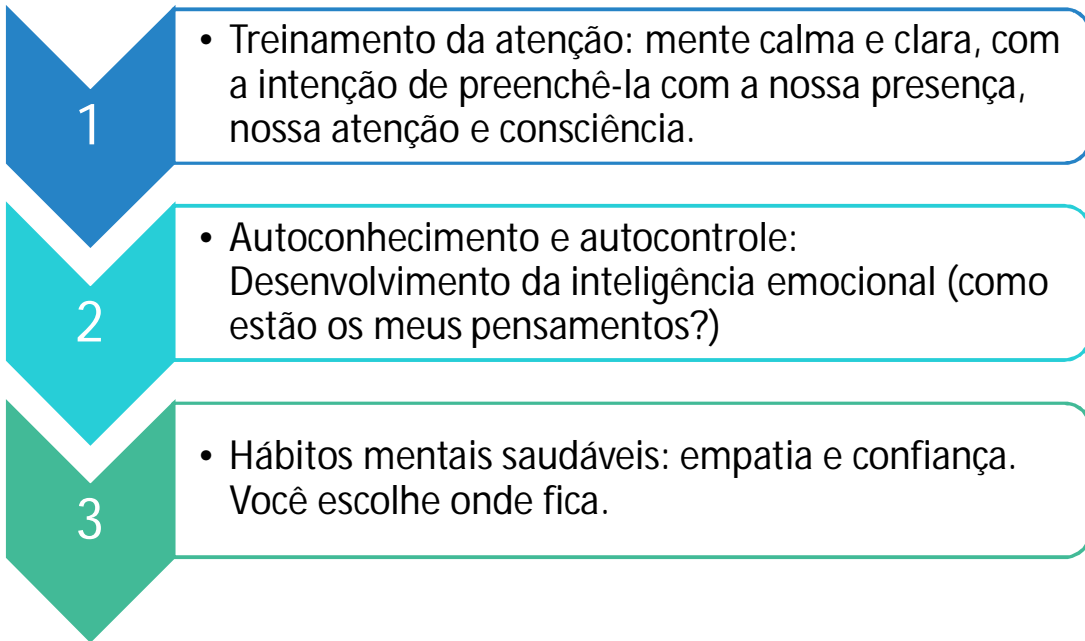 1
• Treinamento da atenção: mente calma e clara, com
a intenção de preenchê-la com a nossa presença,
nossa atenção e consciência.
2
• Autoconhecimento e autocontrole:
Desenvolvimento da inteligência emocional (como
estão os meus pensamentos?)
3
• Hábitos mentais saudáveis: empatia e confiança.
Você escolhe onde fica.